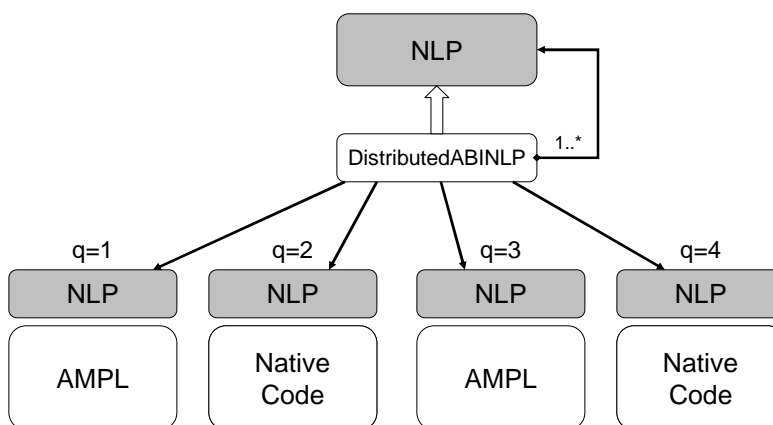 NLP
1..*
DistributedABINLP
q=1 q=2 q=3 q=4
NLP NLP NLP NLP
AMPL Native Code AMPL Native Code